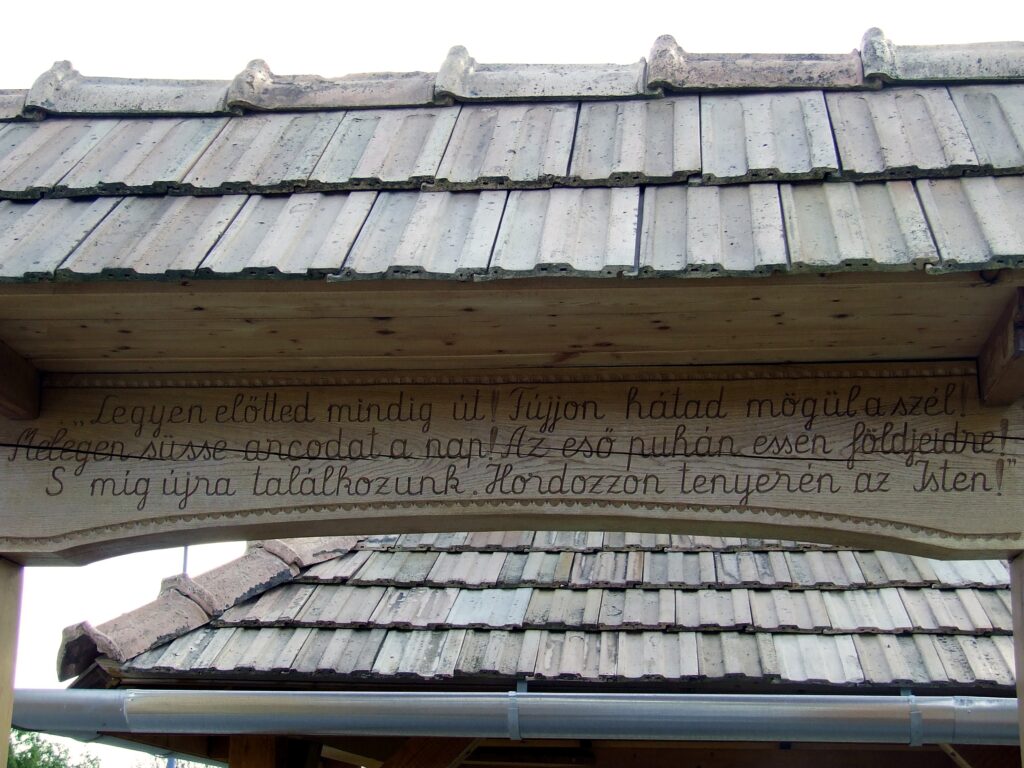 „Legyen előtted mindig út! Fújjon hátad mögül a szél!
Melegen süsse arcodat a nap! Az eső puhán essen földjeidre!
S míg újra találkozunk. Hordozzon tenyerén az Isten!"